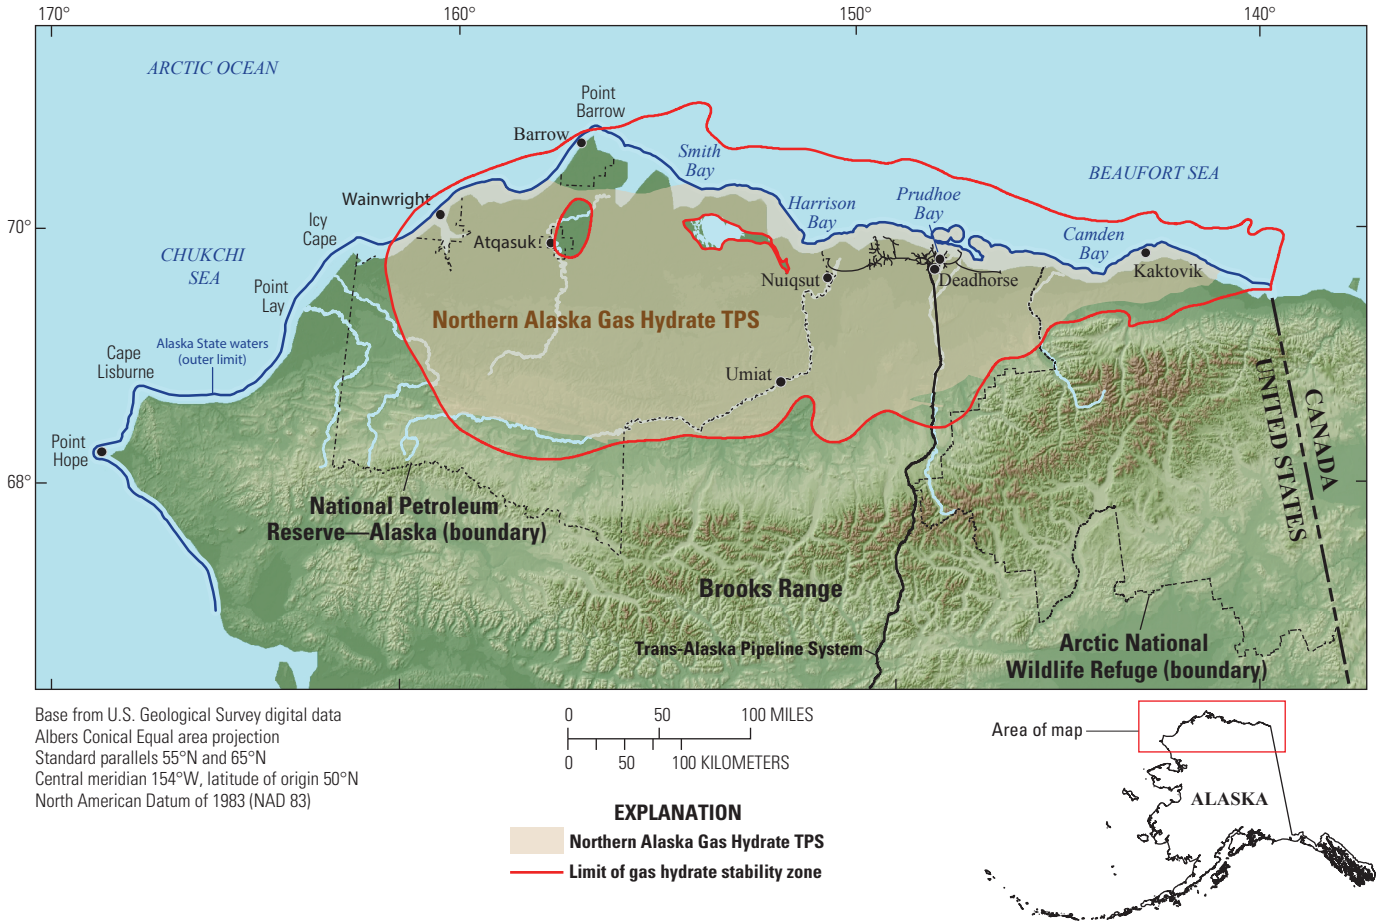 170°
160°
150°
140°
ARCTIC OCEAN
Point
Barrow
Barrow
Smith
Bay
BEAUFORT SEA
Wainwright
Harrison
Bay
Prudhoe
Bay
70°
Icy
Cape
Atqasuk
Camden
Bay
CHUKCHI
SEA
Kaktovik
Nuiqsut
Deadhorse
Point
Lay
Northern Alaska Gas Hydrate TPS
Alaska State waters
(outer limit)
Cape
Lisburne
Umiat
CANADA
UNITED STATES
Point
Hope
68°
National Petroleum
Reserve—Alaska (boundary)
Brooks Range
Trans-Alaska Pipeline System
Arctic National
Wildlife Refuge (boundary)
Base from U.S. Geological Survey digital data
Albers Conical Equal area projection
Standard parallels 55°N and 65°N
Central meridian 154°W, latitude of origin 50°N
North American Datum of 1983 (NAD 83)
0 50 100 MILES
0 50 100 KILOMETERS
Area of map
ALASKA
EXPLANATION
Northern Alaska Gas Hydrate TPS
Limit of gas hydrate stability zone